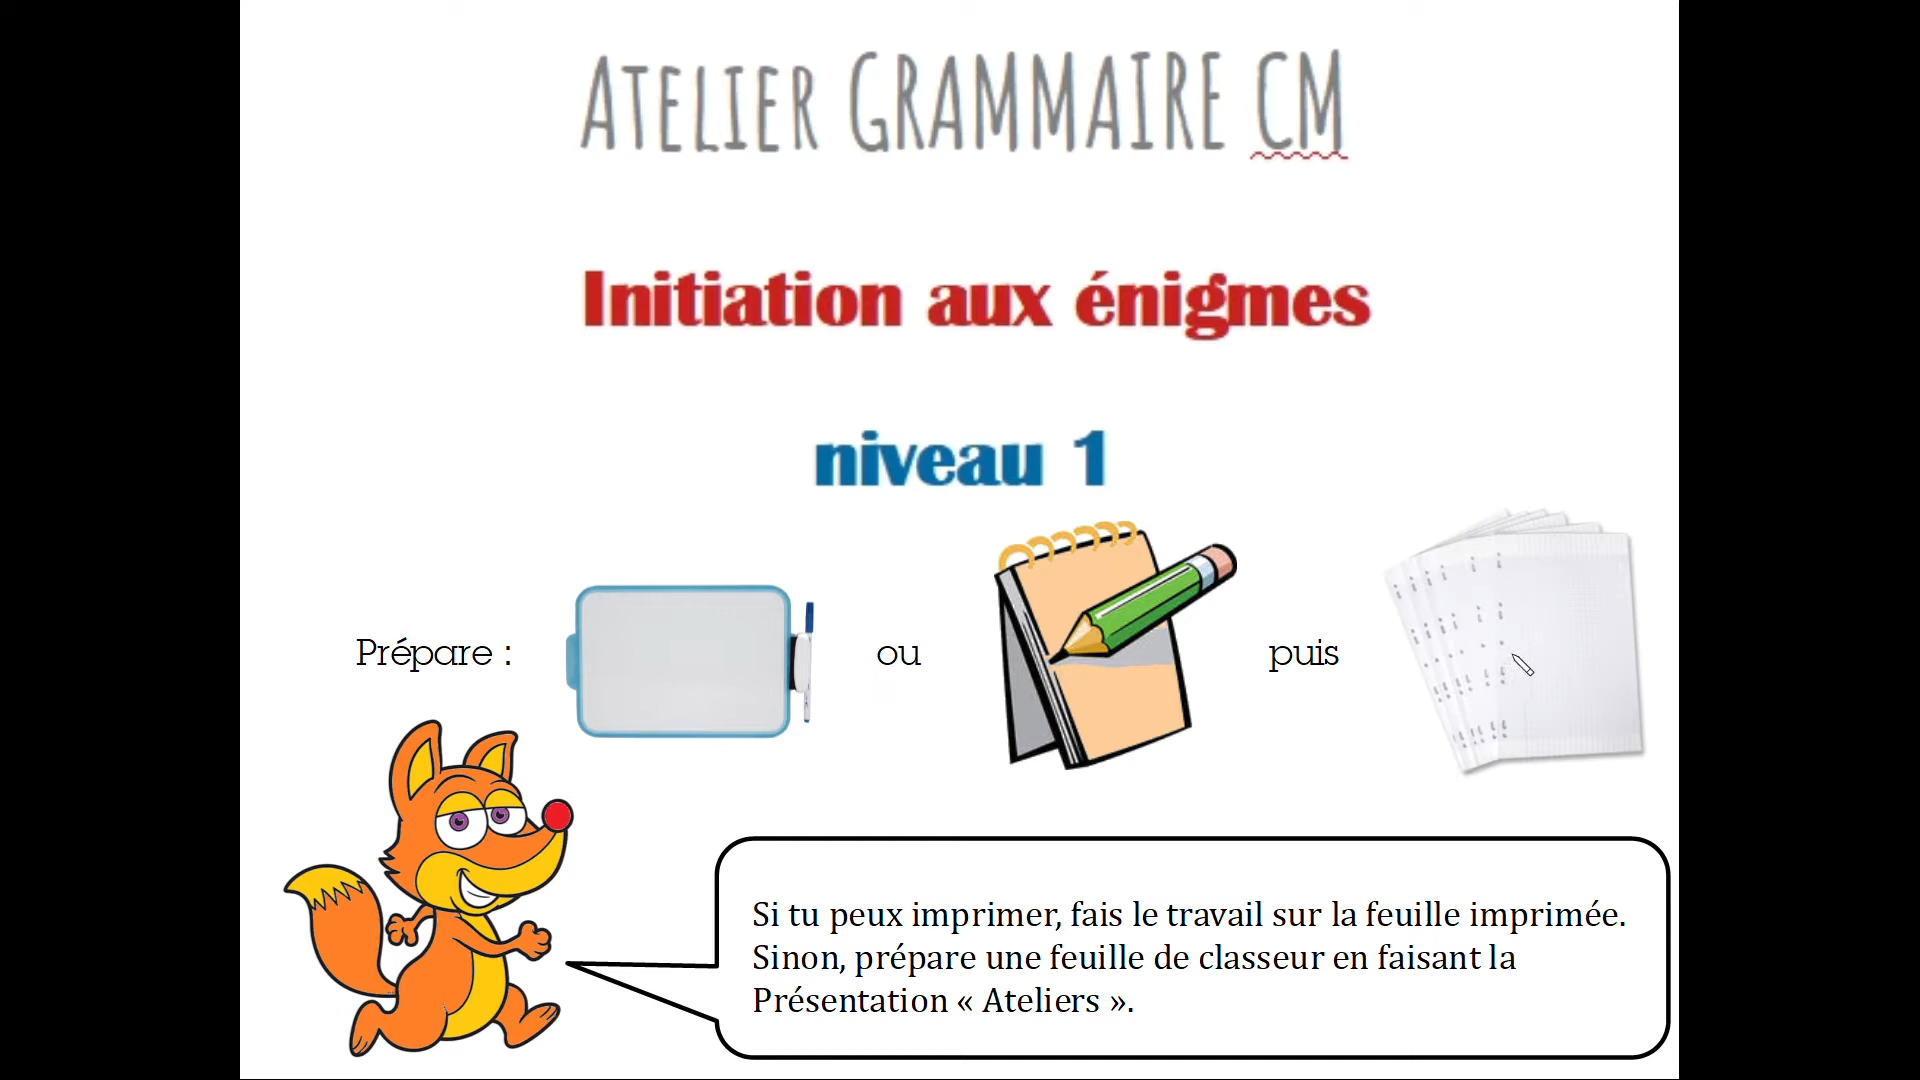 ATELIER GRAMMAIRE CM
Initiation aux énigmes
niveau 1
Prépare : ou puis
Si tu peux imprimer, fais le travail sur la feuille imprimée.
Sinon, prépare une feuille de classeur en faisant la
Présentation « Ateliers ».